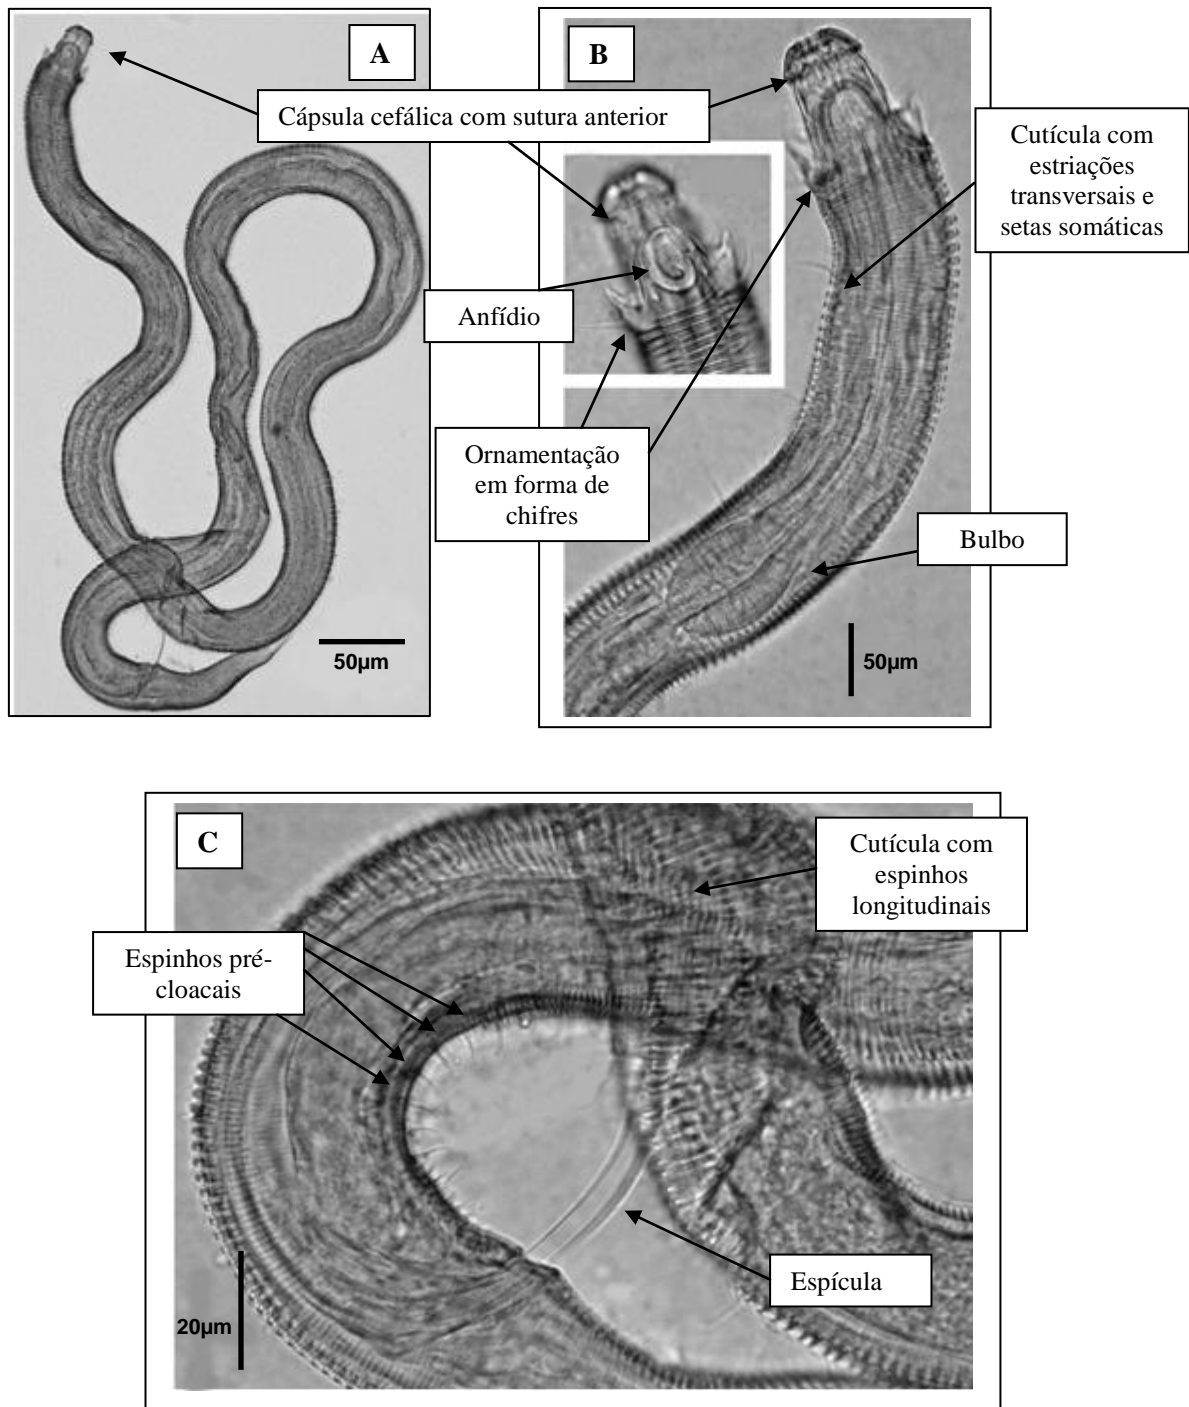 A
B
Cápsula cefálica com sutura anterior
Cutícula com
estriações
transversais e
setas somáticas
Anfídio
Ornamentação
em forma de
chifres
Bulbo
50µm
50µm
C
Cutícula com
espinhos
longitudinais
Espinhos pré-
cloacais
Espícula
20µm